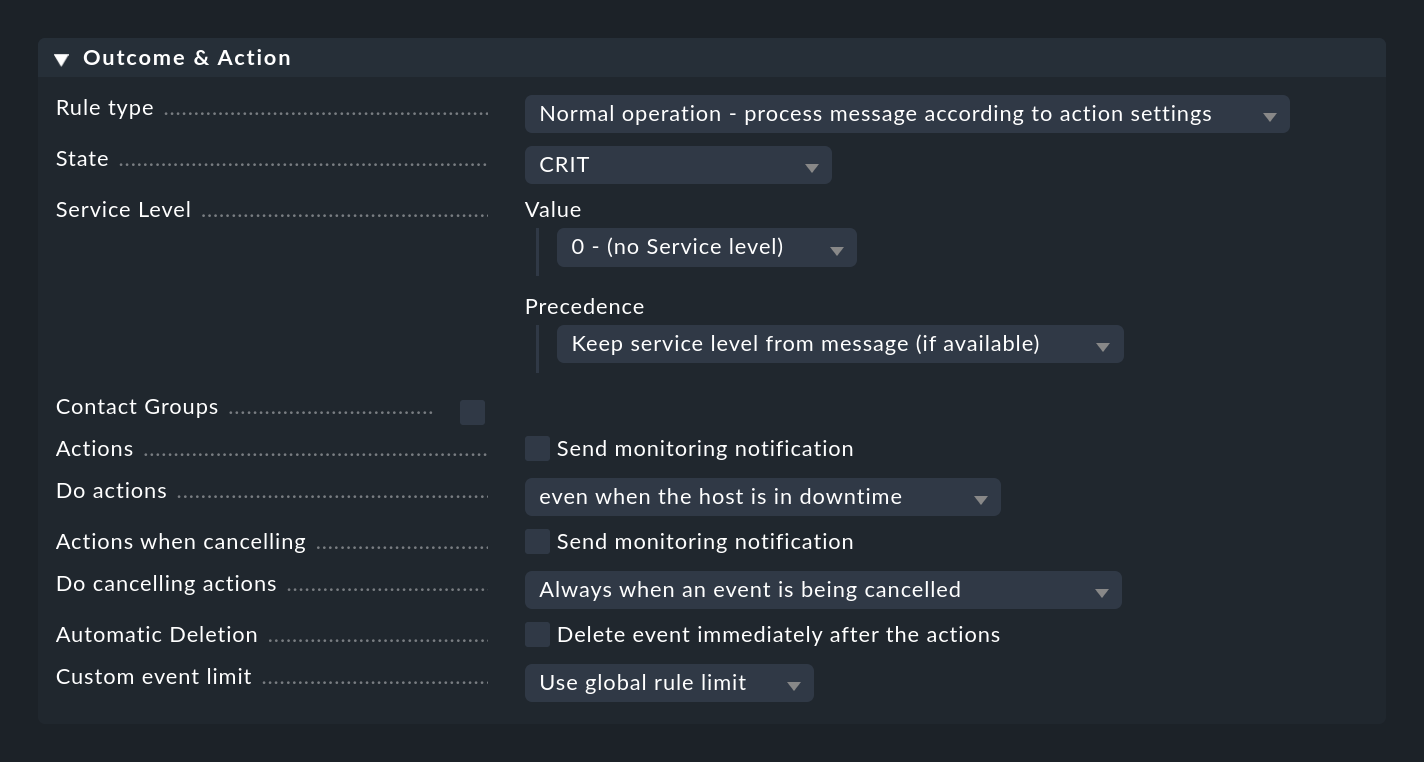 Outcome & Action
Rule type
Normal operation - process message according to action settings
State
CRIT
Service Level
Value
0 - (no Service level)
Precedence
Keep service level from message (if available)
Contact Groups
Actions
Send monitoring notification
Do actions
even when the host is in downtime
Actions when cancelling
Send monitoring notification
Do cancelling actions
Always when an event is being cancelled
Automatic Deletion
Delete event immediately after the actions
Custom event limit
Use global rule limit